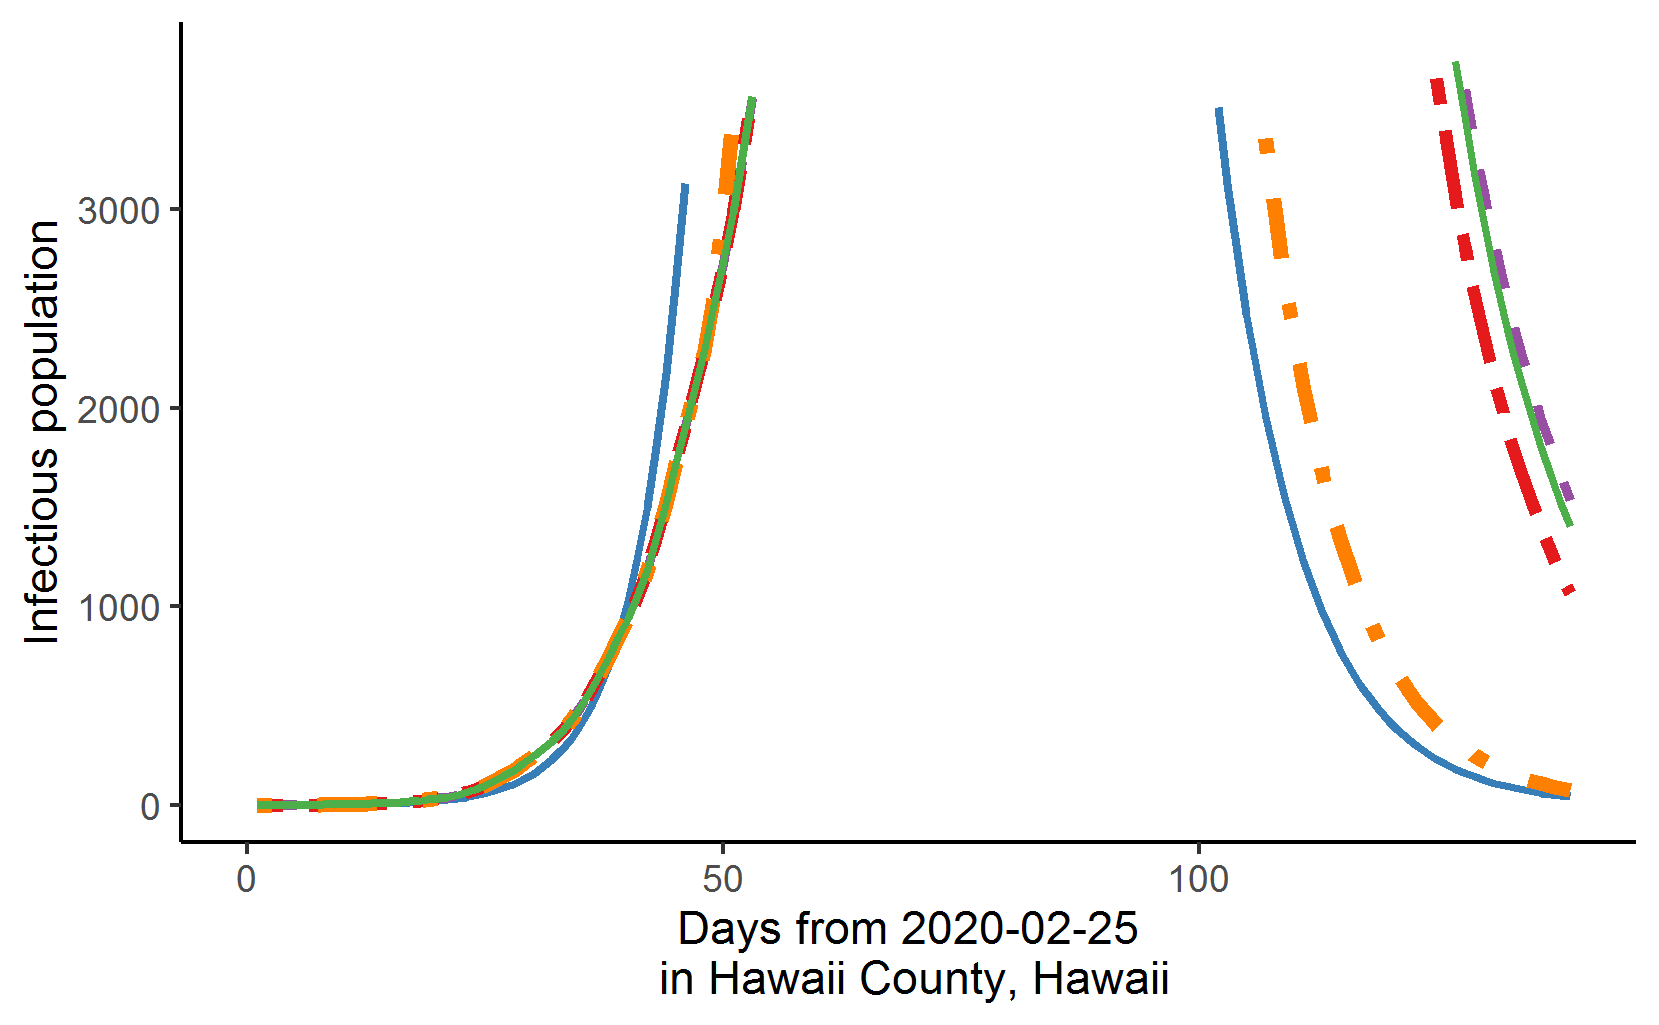 Infectious population
3000
2000
1000
0
0 50 100
Days from 2020-02-25
in Hawaii County, Hawaii